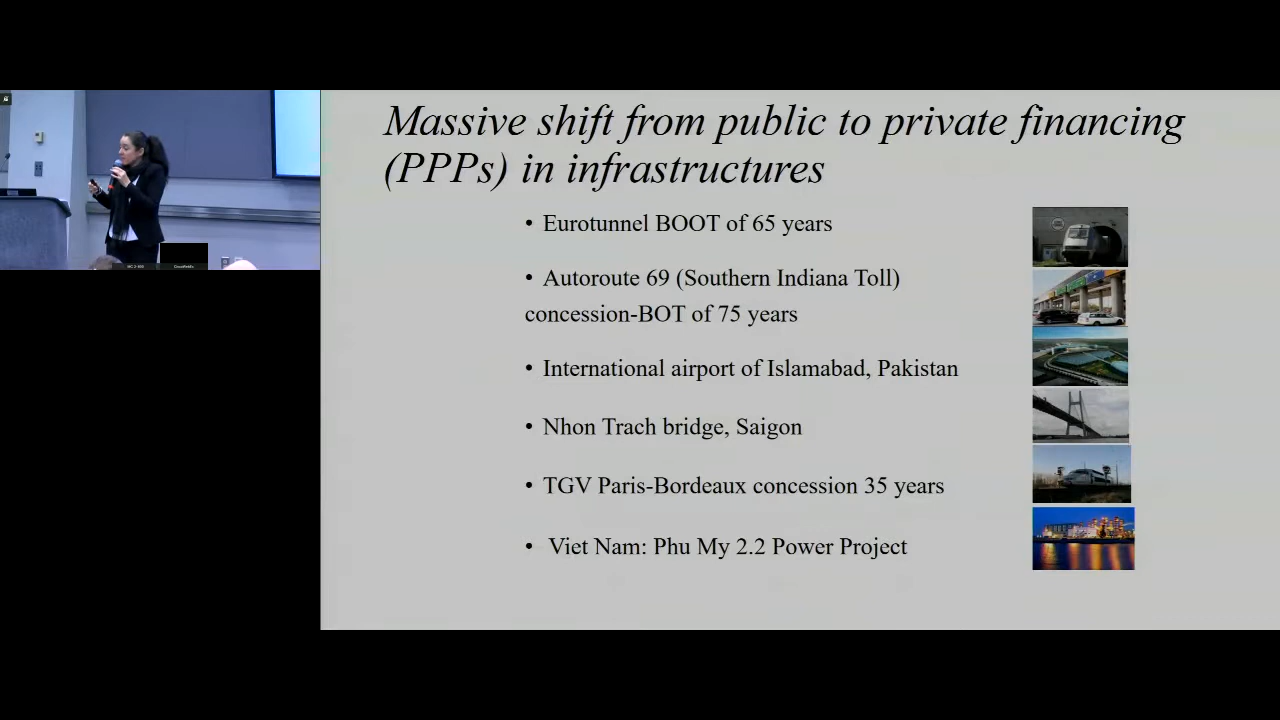 Massive shift from public to private financing
(PPPs) in infrastructures
• Eurotunnel BOOT of 65 years
• Autoroute 69 (Southern Indiana Toll)
concession-BOT of 75 years
• International airport of Islamabad, Pakistan
• Nhon Trach bridge, Saigon
• TGV Paris-Bordeaux concession 35 years
• Viet Nam: Phu My 2.2 Power Project